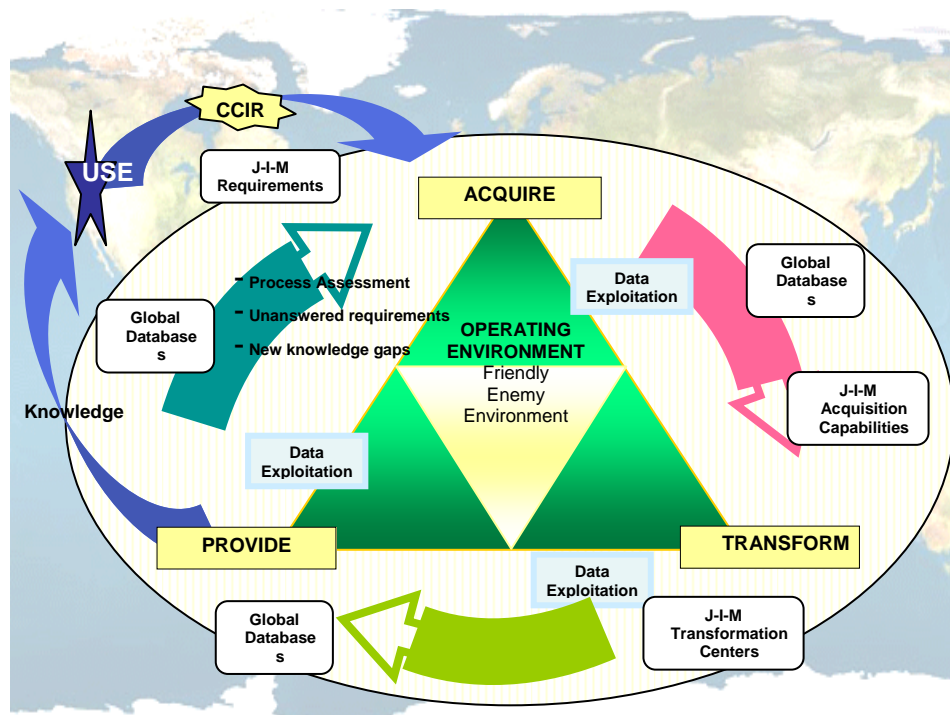 CCIR
USE
J-I-M
Requirements
ACQUIRE
- Process Assessment
- Unanswered requirements
- New knowledge gaps
Global
Database
s
Data
Exploitation
Global
Database
s
OPERATING
ENVIRONMENT
Friendly
Enemy
Environment
J-I-M
Acquisition
Capabilities
Knowledge
Data
Exploitation
PROVIDE
TRANSFORM
Data
Exploitation
Global
Database
s
J-I-M
Transformation
Centers